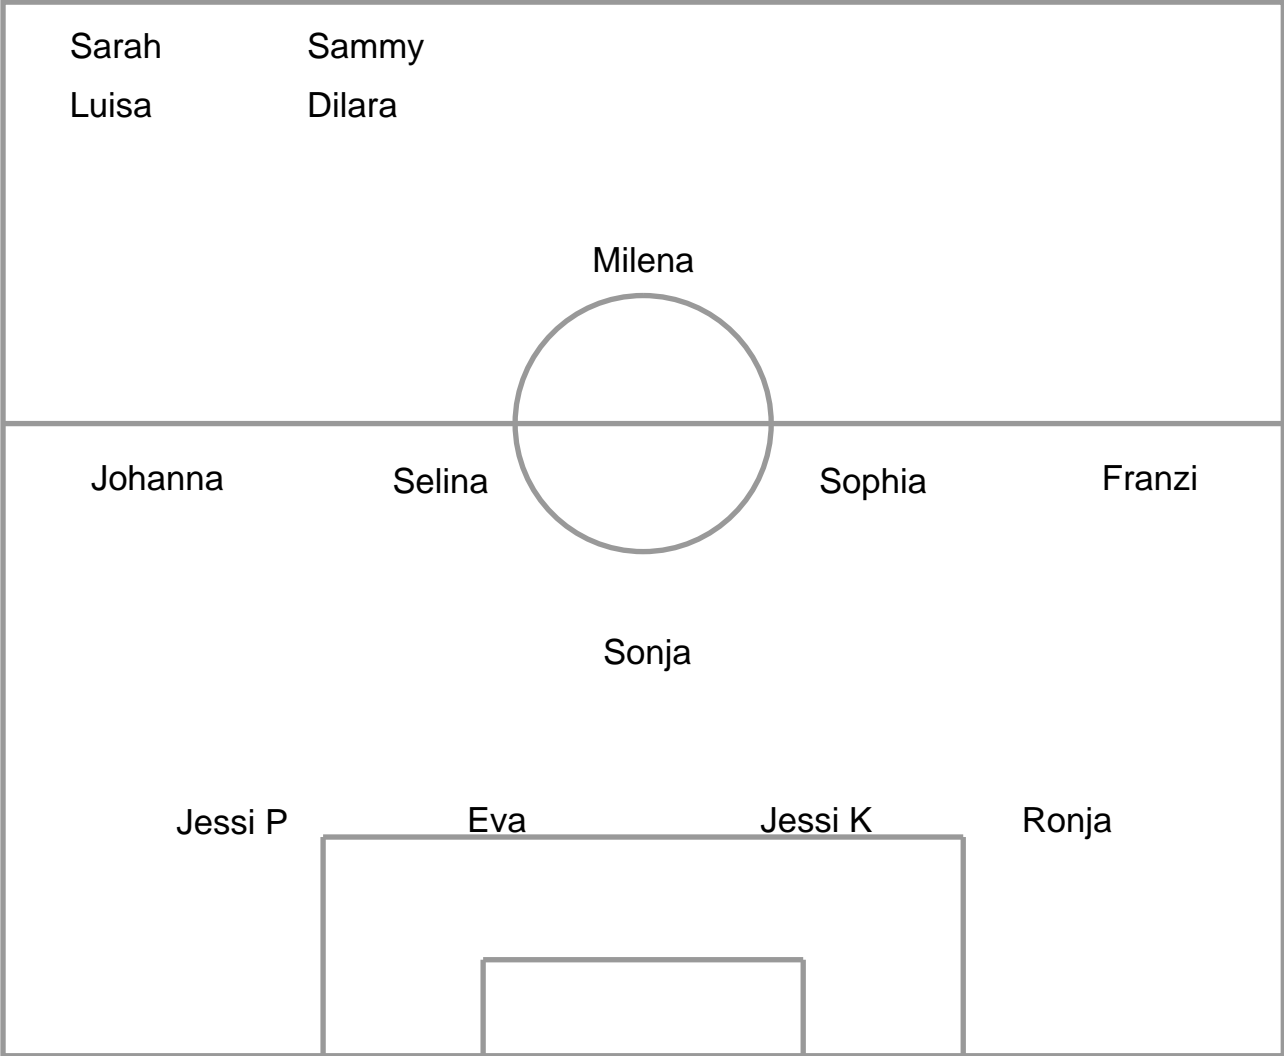 Sarah Sammy
Luisa Dilara
Milena
Johanna Selina Sophia Franzi
Sonja
Jessi P Eva Jessi K Ronja